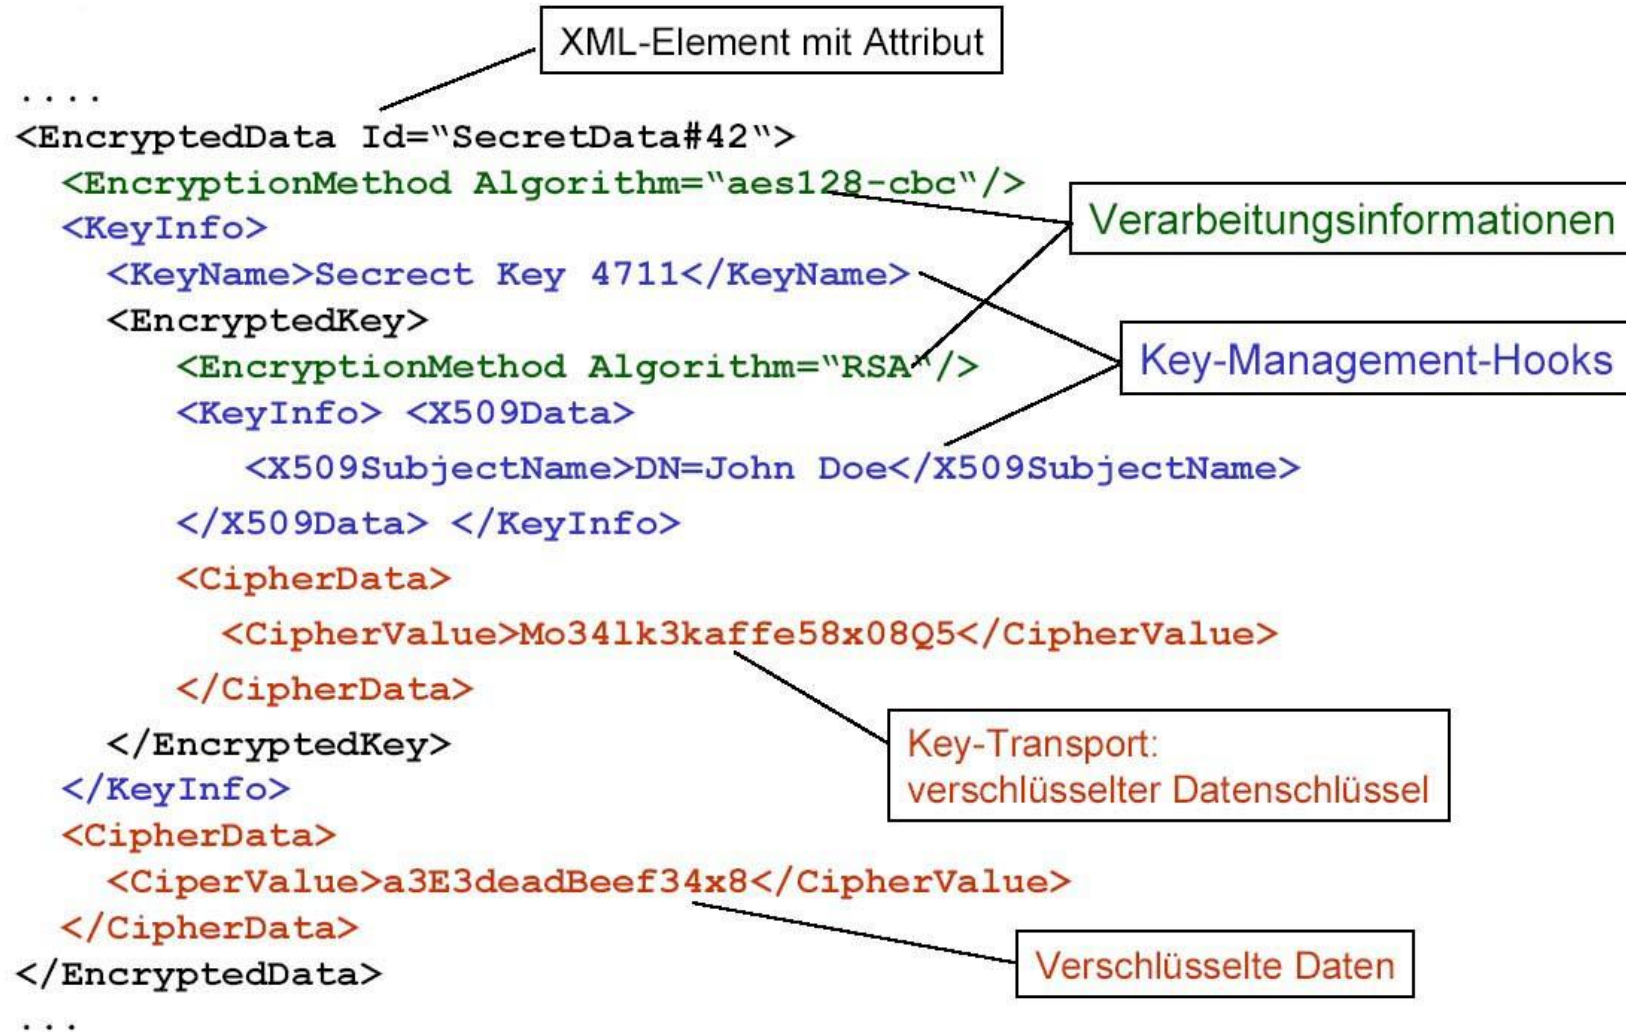 XML-Element mit Attribut
....
<EncryptedData Id=“SecretData#42“>
<EncryptionMethod Algorithm=“aes128-cbc“/>
Verarbeitungsinformationen
<KeyInfo>
<KeyName>Secrect Key 4711</KeyName>
<EncryptedKey>
Key-Management-Hooks
<EncryptionMethod Algorithm=“RSA“/>
<KeyInfo> <X509Data>
<X509SubjectName>DN=John Doe</X509SubjectName>
</X509Data> </KeyInfo>
<CipherData>
<CipherValue>Mo34lk3kaffe58x08Q5</CipherValue>
</CipherData>
</EncryptedKey>
Key-Transport:
verschlüsselter Datenschlüssel
</KeyInfo>
<CipherData>
<CiperValue>a3E3deadBeef34x8</CipherValue>
</CipherData>
Verschlüsselte Daten
</EncryptedData>
...